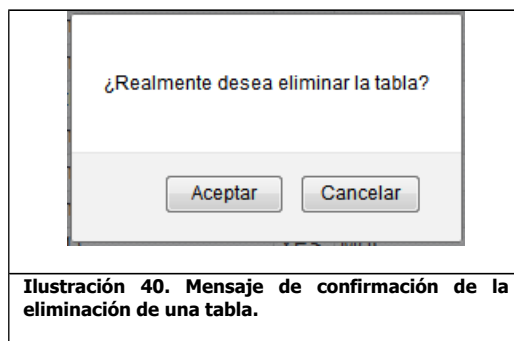 ¿Realmente desea eliminar la tabla?
Aceptar Cancelar
Ilustración 40. Mensaje de confirmación de la
eliminación de una tabla.